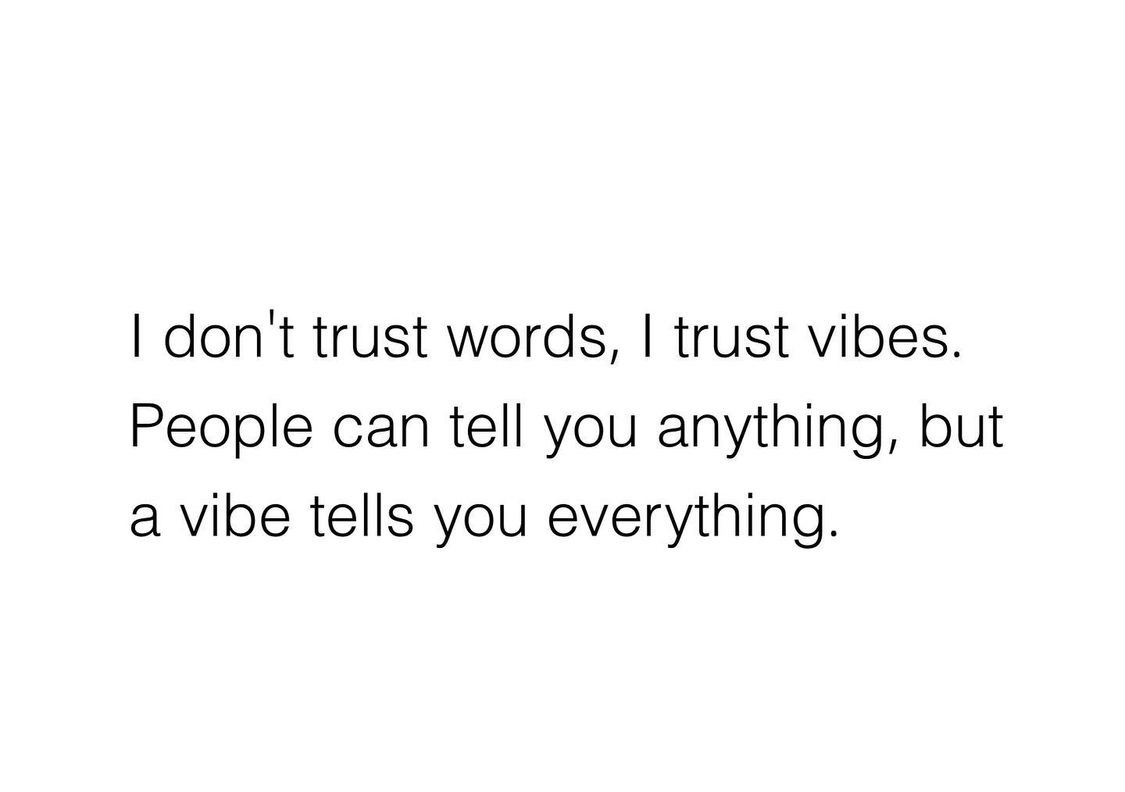 I don't trust words, I trust vibes.
People can tell you anything, but
a vibe tells you everything.